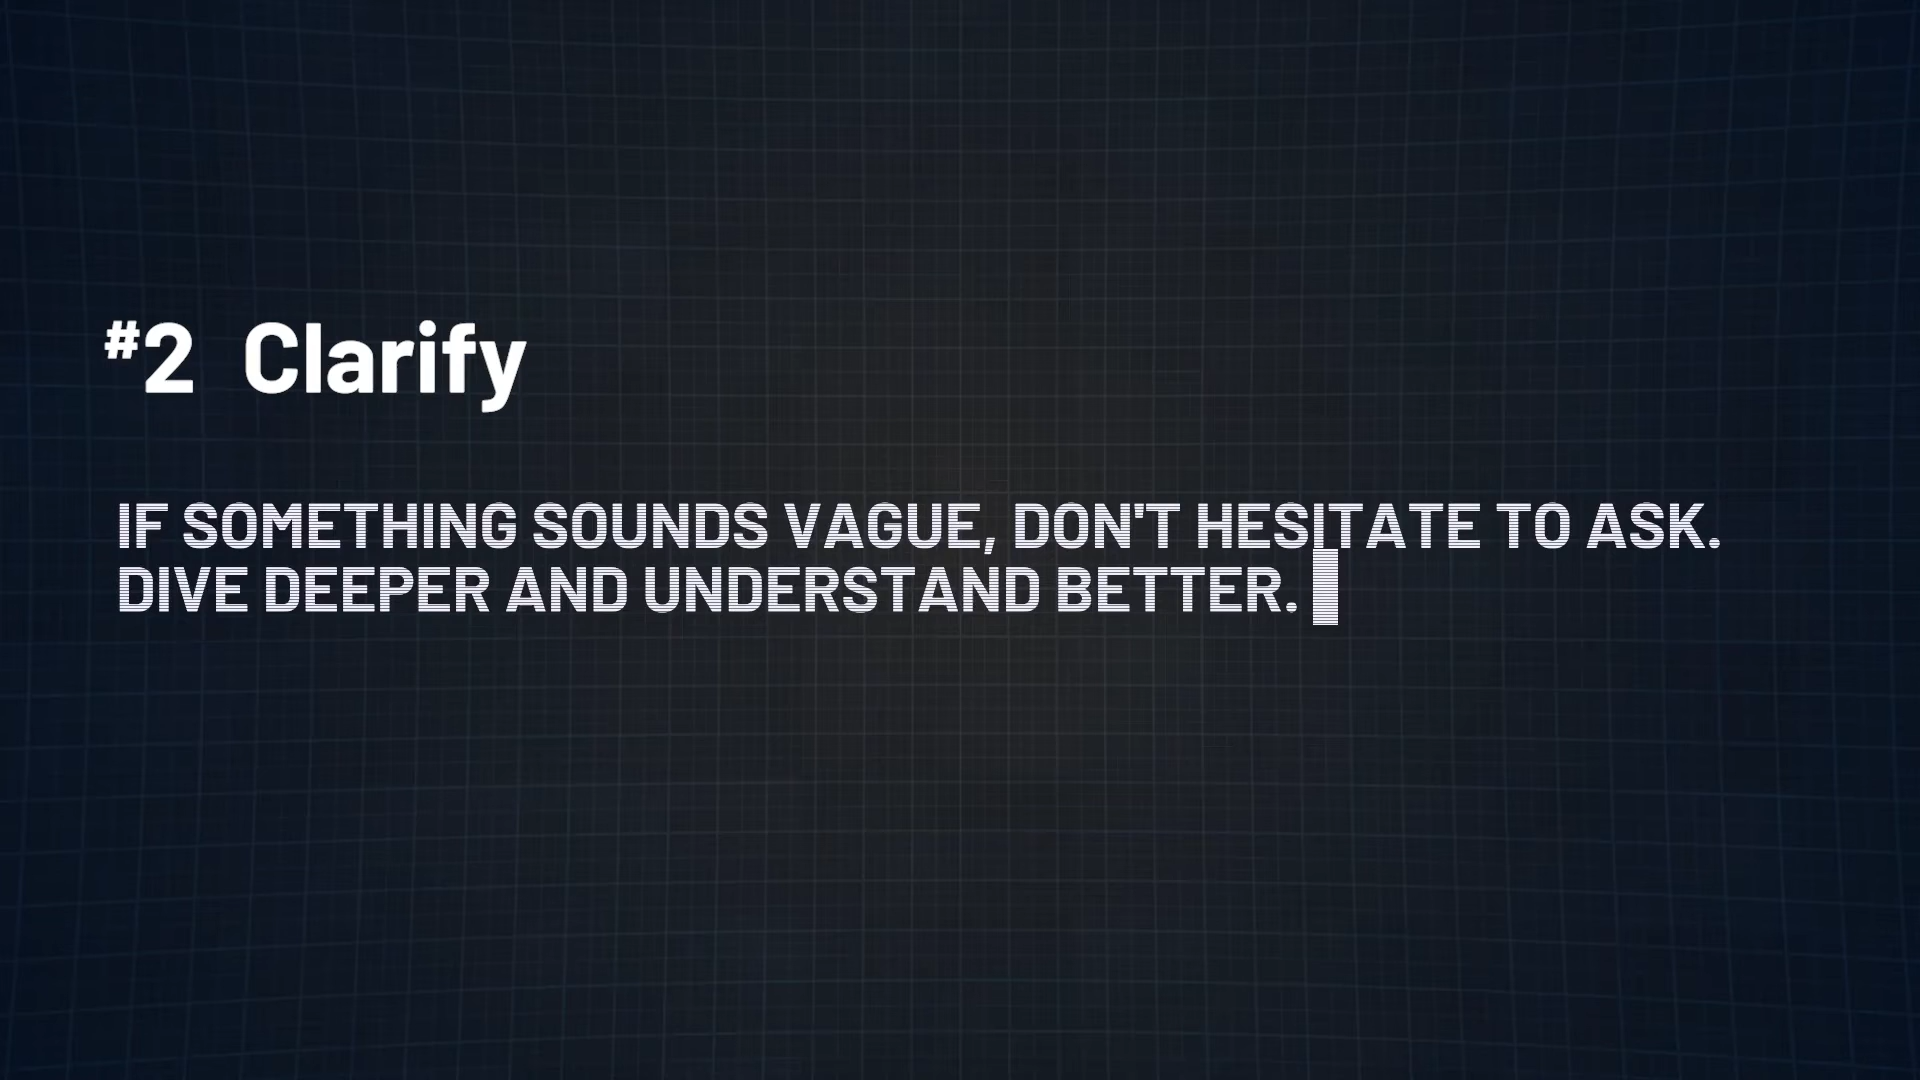 #2 Clarify
IF SOMETHING SOUNDS VAGUE, DON'T HESITATE TO ASK.
DIVE DEEPER AND UNDERSTAND BETTER.